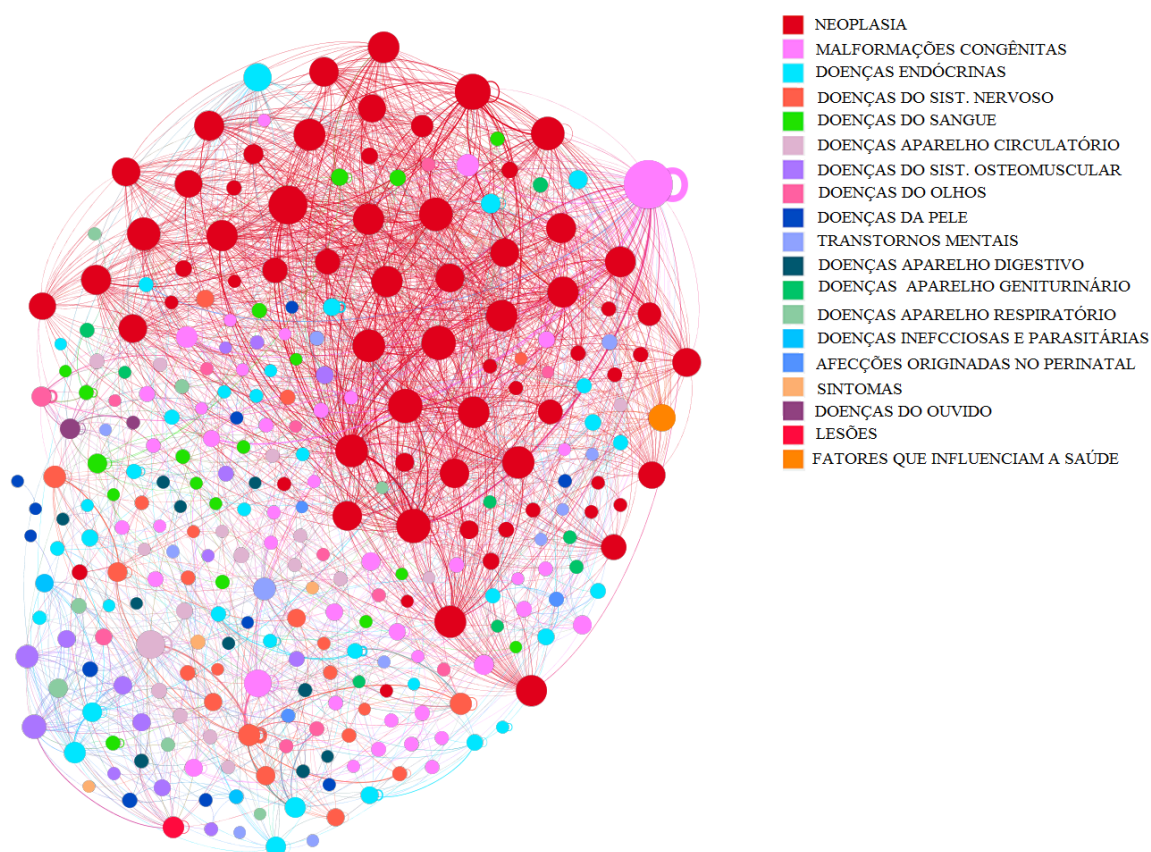 NEOPLASIA
MALFORMAÇÕES CONGÊNITAS
DOENÇAS ENDÓCRINAS
DOENÇAS DO SIST. NERVOSO
DOENÇAS DO SANGUE
DOENÇAS APARELHO CIRCULATÓRIO
DOENÇAS DO SIST. OSTEOMUSCULAR
DOENÇAS DO OLHOS
DOENÇAS DA PELE
TRANSTORNOS MENTAIS
DOENÇAS APARELHO DIGESTIVO
DOENÇAS APARELHO GENITURINÁRIO
DOENÇAS APARELHO RESPIRATÓRIO
DOENÇAS INEFCCIOSAS E PARASITÁRIAS
AFECÇÕES ORIGINADAS NO PERINATAL
SINTOMAS
DOENÇAS DO OUVIDO
LESÕES
FATORES QUE INFLUENCIAM A SAÚDE